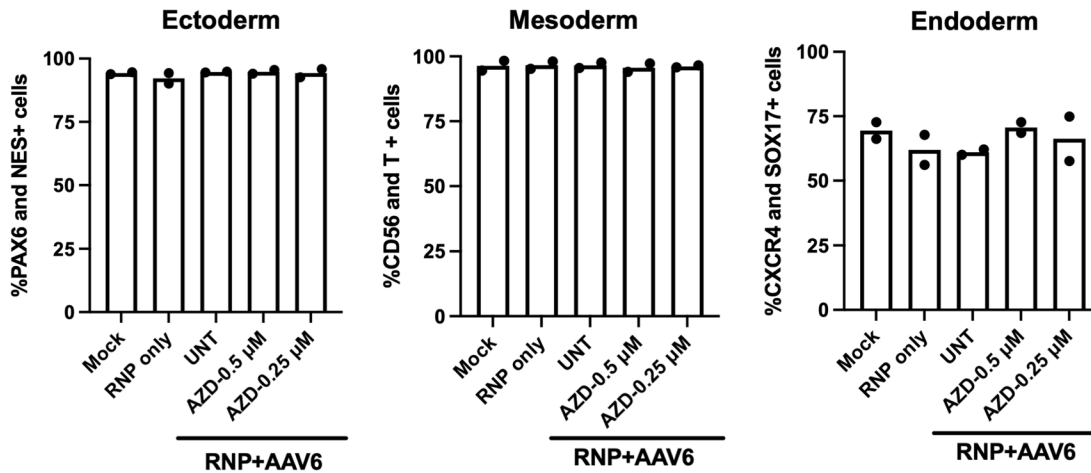 Ectoderm
%PAX6 and NES+ cells
100
75
50
25
0
Mock
RNP only
UNT
AZD-0.5 μM
AZD-0.25 μM
RNP+AAV6
Mesoderm
%CD56 and T + cells
100
75
50
25
0
Mock
RNP only
UNT
AZD-0.5 μM
AZD-0.25 μM
RNP+AAV6
Endoderm
%CXCR4 and SOX17+ cells
100
75
50
25
0
Mock
RNP only
UNT
AZD-0.5 μM
AZD-0.25 μM
RNP+AAV6